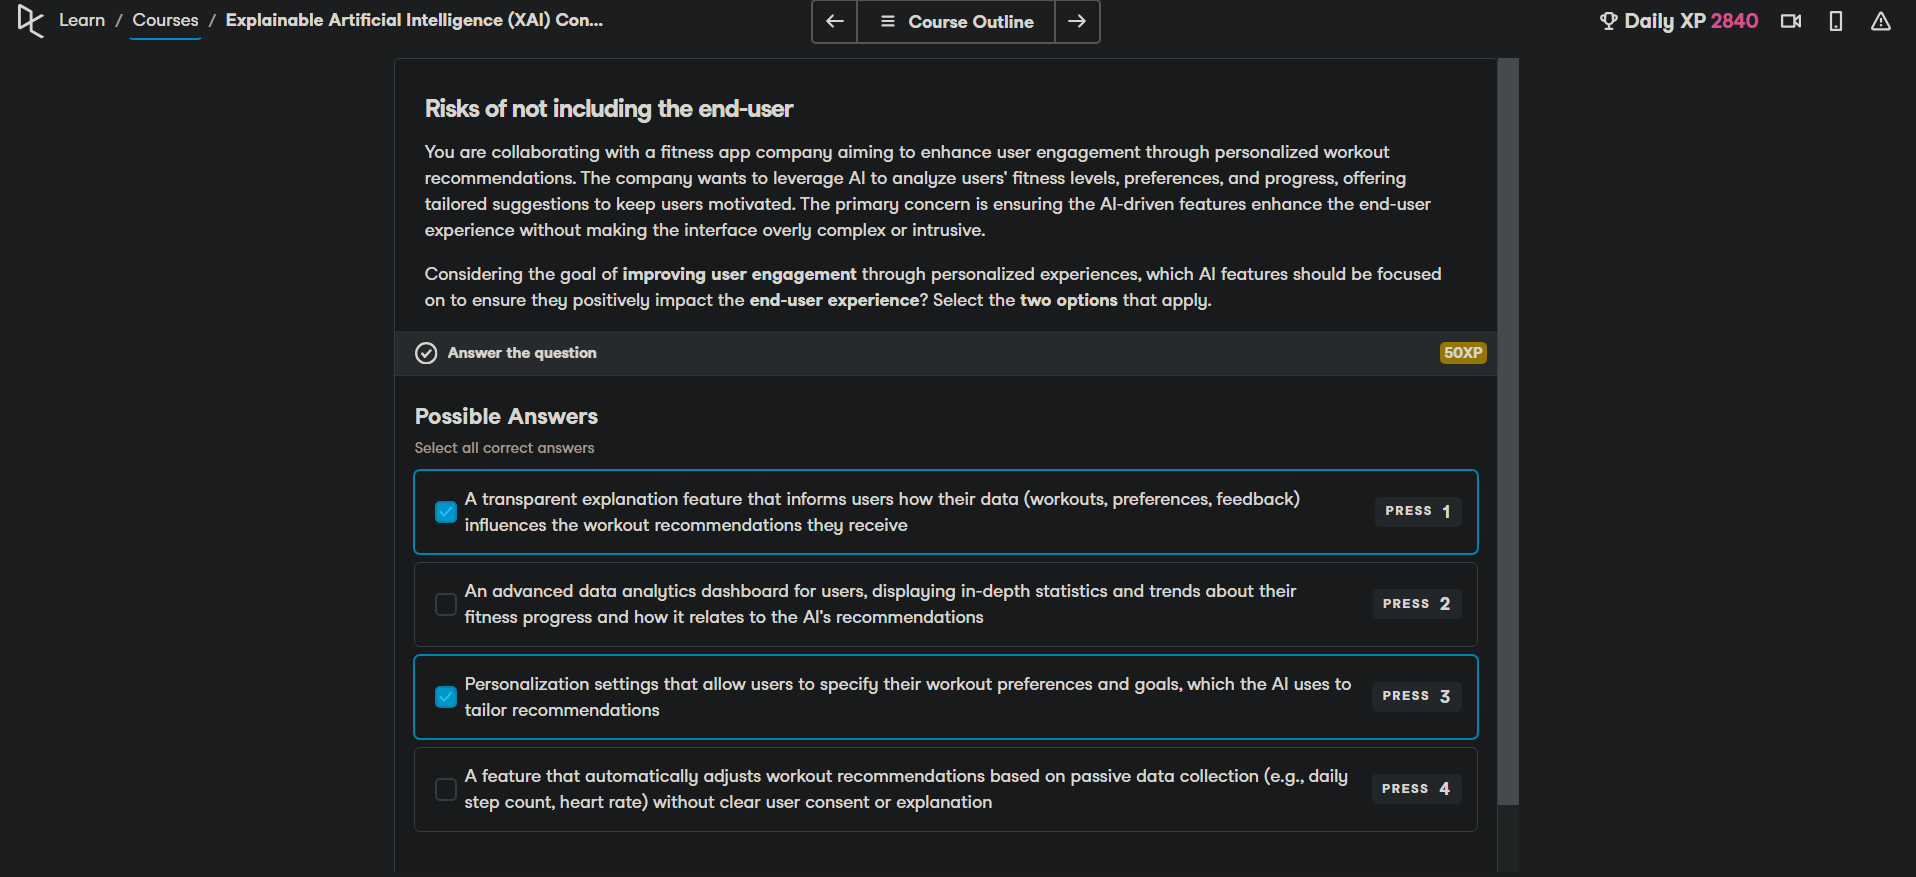 Learn / Courses / Explainable Artificial Intelligence (XAI) Con...
Course Outline
Daily XP 2840
Risks of not including the end-user
You are collaborating with a fitness app company aiming to enhance user engagement through personalized workout
recommendations. The company wants to leverage AI to analyze users' fitness levels, preferences, and progress, offering
tailored suggestions to keep users motivated. The primary concern is ensuring the AI-driven features enhance the end-user
experience without making the interface overly complex or intrusive.
Considering the goal of improving user engagement through personalized experiences, which AI features should be focused
on to ensure they positively impact the end-user experience? Select the two options that apply.
Answer the question
50XP
Possible Answers
Select all correct answers
A transparent explanation feature that informs users how their data (workouts, preferences, feedback)
influences the workout recommendations they receive
PRESS 1
An advanced data analytics dashboard for users, displaying in-depth statistics and trends about their
fitness progress and how it relates to the AI's recommendations
PRESS 2
Personalization settings that allow users to specify their workout preferences and goals, which the AI uses to
tailor recommendations
PRESS 3
A feature that automatically adjusts workout recommendations based on passive data collection (e.g., daily
step count, heart rate) without clear user consent or explanation
PRESS 4